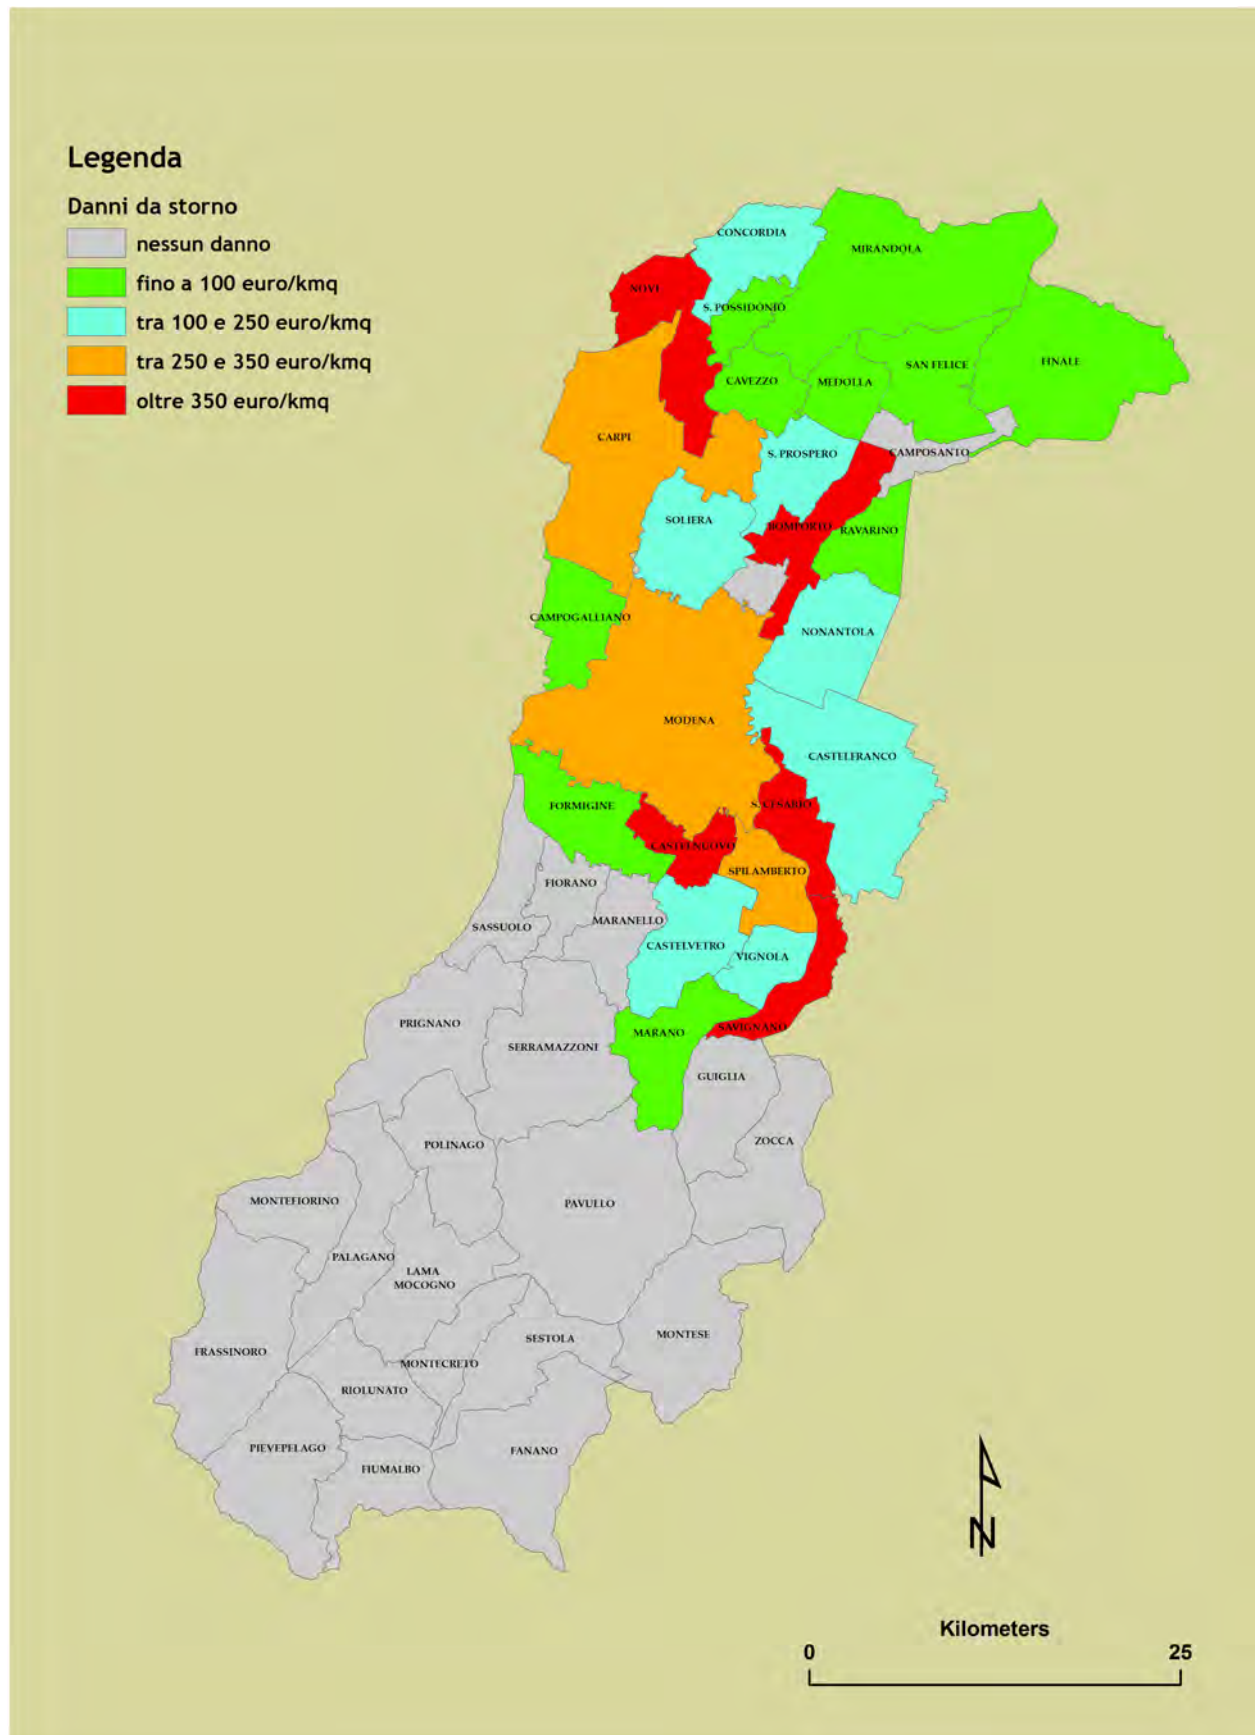 Legenda
Danni da storno
nessun danno
fino a 100 euro/kmq
tra 100 e 250 euro/kmq
tra 250 e 350 euro/kmq
oltre 350 euro/kmq
CONCORDIA
MIRANDOLA
NOVI
S. POSSIDONIO
CAVEZZO
MEDOLLA
SAN FELICE
FINALE
CARPI
S. PROSPERO
CAMPOSANTO
SOLIERA
BOMPORTO
RAVARINO
CAMPOGALLIANO
NONANTOLA
MODENA
CASTELFRANCO
FORMIGINE
S. CESARIO
CASTELNUOVO
SPILAMBERTO
FIORANO
MARANELLO
SASSUOLO
CASTELVETRO
VIGNOLA
PRIGNANO
MARANO
SAVIGNANO
SERRAMAZZONI
GUIGLIA
POLINAGO
ZOCCA
MONTEFIORINO
PAVULLO
PALAGANO
LAMA
MOCOGNO
FRASSINORO
SESTOLA
MONTESE
MONTECRETO
RIOLUNATO
PIEVEPELAGO
FANANO
FIUMALBO
N
Kilometers
0 25